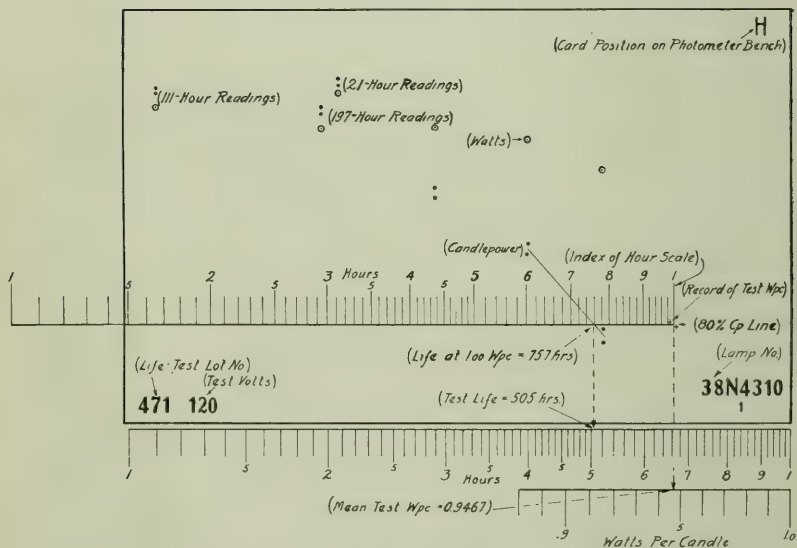 H
(Card Position on Photometer Bench)
(111-Hour Readings)
(21-Hour Readings)
(197-Hour Readings)
(Watts)
(Candlepower)
(Index of Hour Scale)
1 5 2 3 Hours 5 4 5 5 6 7 8 9 1
(Record of Test Wpc)
(80% Cp Line)
(Life at 1.00 Wpc = 757 hrs)
(Lamp No.)
(Life-Test Lot No)
(Test Volts)
(Test Life = 505 hrs.)
471 120
38N4310
1
1 5 2 5 3 Hours 4 5 5 6 7 8 9 1
(Mean Test Wpc = 0.9467)
.9 5 1.0
Watts Per Candle